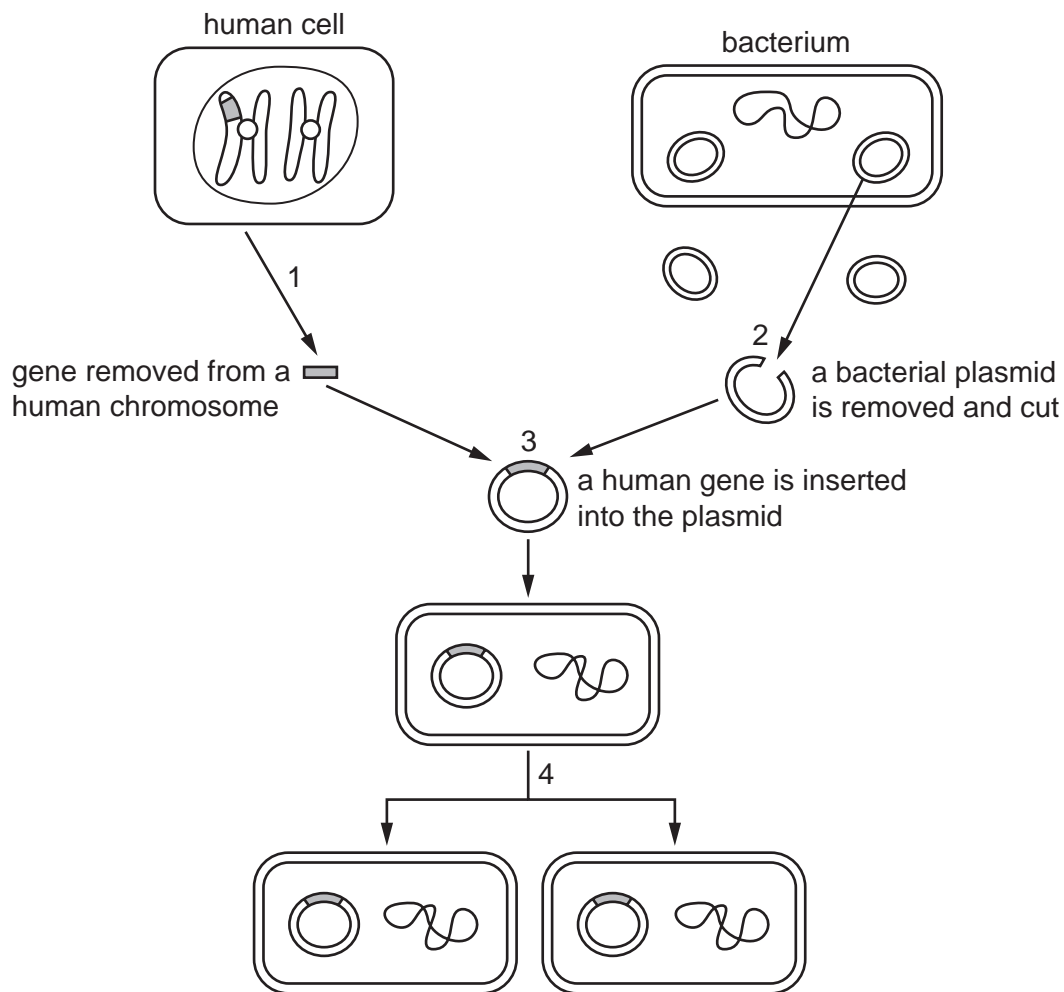 human cell
bacterium
1
2
gene removed from a
human chromosome
a bacterial plasmid
is removed and cut
3
a human gene is inserted
into the plasmid
4